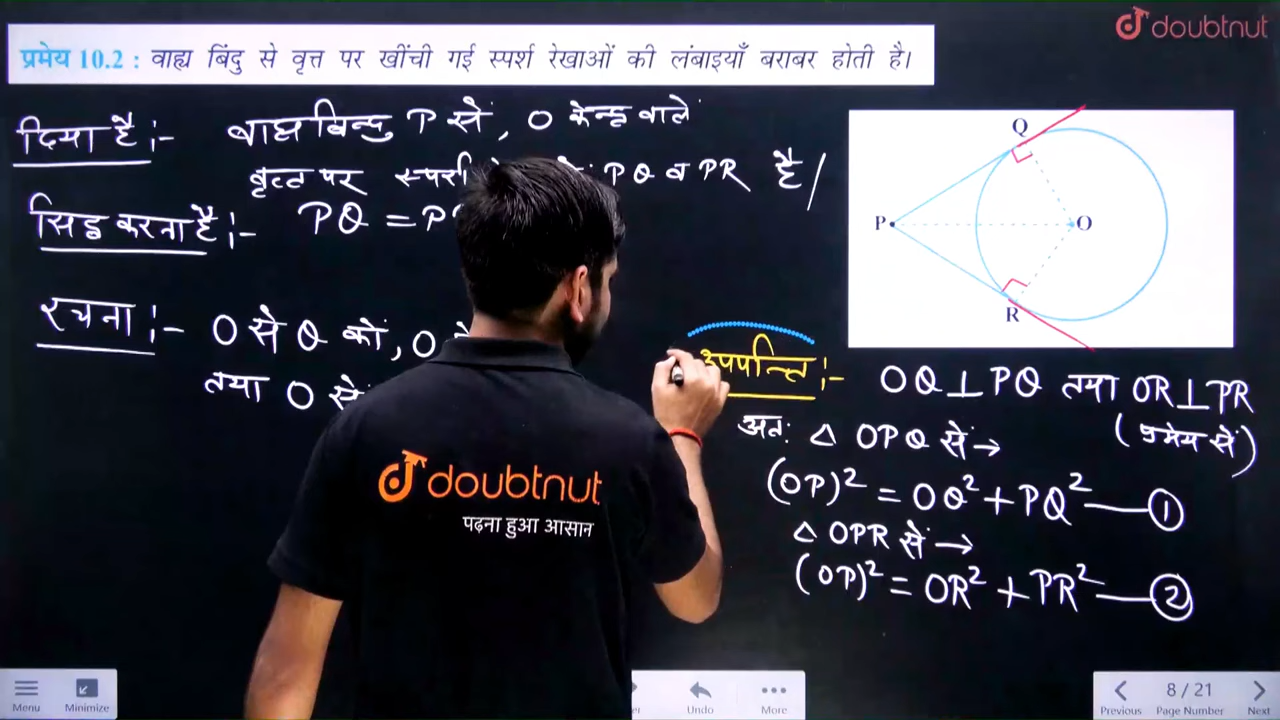 doubtnut
प्रमेय 10.2 : वाह्य बिंदु से वृत्त पर खींची गई स्पर्श रेखाओं की लंबाइयाँ बराबर होती है।
दिया है :- बाह्य बिन्दु P से, O केन्द्र वाले
वृत्त पर स्पर्श PQ व PR है/
सिद्ध करना है :- PQ = P
रचना :- O से Q को, O
तथा O से
Q
P
O
R
उपपत्ति :- OQ⊥PQ तथा OR⊥PR
(प्रमेय से)
अतः △ OPQ से →
(OP)² = OQ² + PQ² — ①
△ OPR से →
(OP)² = OR² + PR² — ②
doubtnut
पढ़ना हुआ आसान
Menu
Minimize
Undo
More
Previous
8 / 21
Page Number
Next